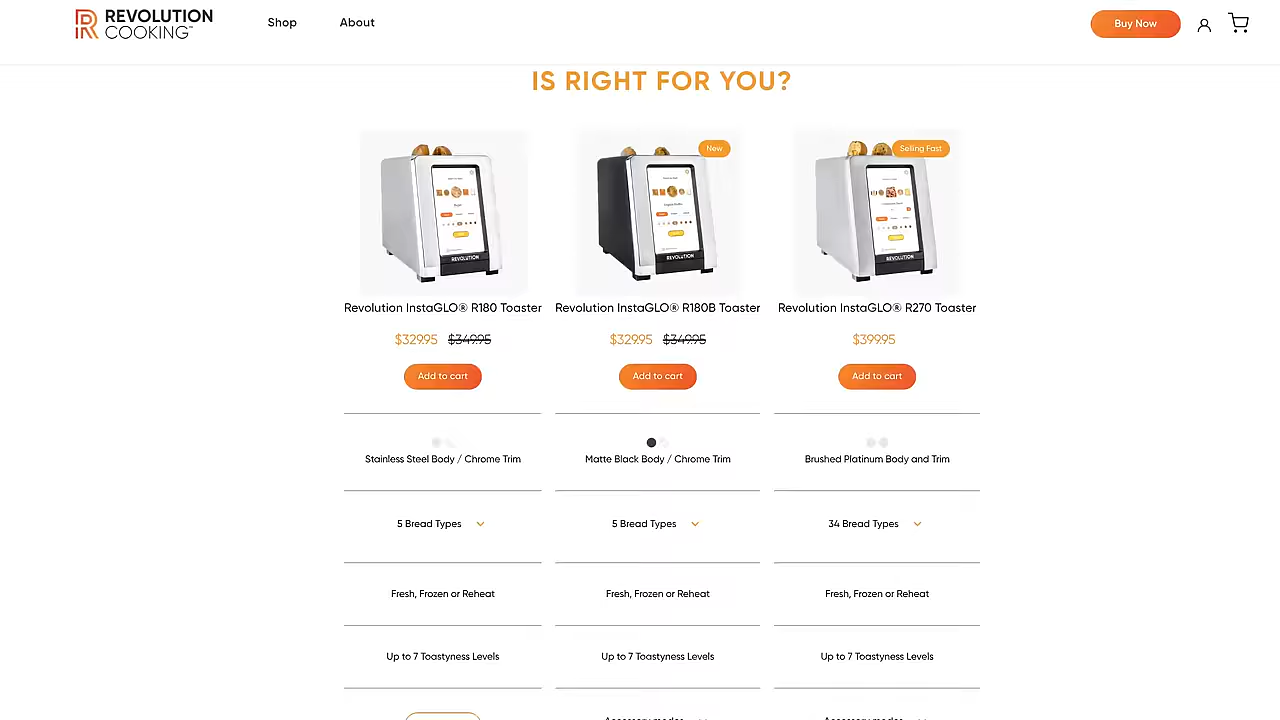 REVOLUTION
COOKING™
Shop
About
Buy Now
IS RIGHT FOR YOU?
New
Selling Fast
REVOLUTION
REVOLUTION
REVOLUTION
Revolution InstaGLO® R180 Toaster
Revolution InstaGLO® R180B Toaster
Revolution InstaGLO® R270 Toaster
$329.95 $349.95
$329.95 $349.95
$399.95
Add to cart
Add to cart
Add to cart
Stainless Steel Body / Chrome Trim
Matte Black Body / Chrome Trim
Brushed Platinum Body and Trim
5 Bread Types
5 Bread Types
34 Bread Types
Fresh, Frozen or Reheat
Fresh, Frozen or Reheat
Fresh, Frozen or Reheat
Up to 7 Toastyness Levels
Up to 7 Toastyness Levels
Up to 7 Toastyness Levels